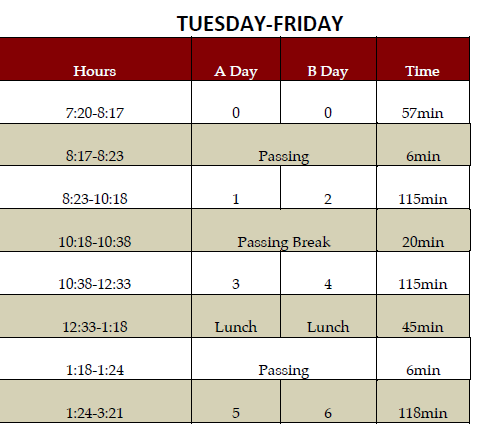 TUESDAY-FRIDAY
Hours A Day B Day Time
7:20-8:17 0 0 57min
8:17-8:23 Passing 6min
8:23-10:18 1 2 115min
10:18-10:38 Passing Break 20min
10:38-12:33 3 4 115min
12:33-1:18 Lunch Lunch 45min
1:18-1:24 Passing 6min
1:24-3:21 5 6 118min